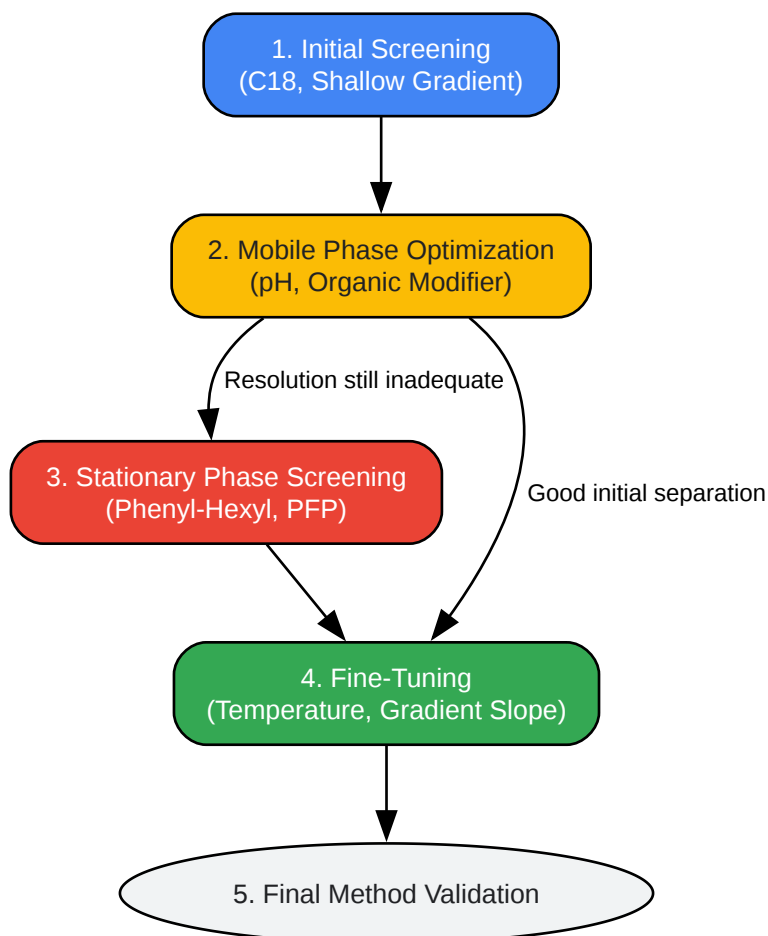 1. Initial Screening
(C18, Shallow Gradient)
2. Mobile Phase Optimization
(pH, Organic Modifier)
Resolution still inadequate
3. Stationary Phase Screening
(Phenyl-Hexyl, PFP)
Good initial separation
4. Fine-Tuning
(Temperature, Gradient Slope)
5. Final Method Validation